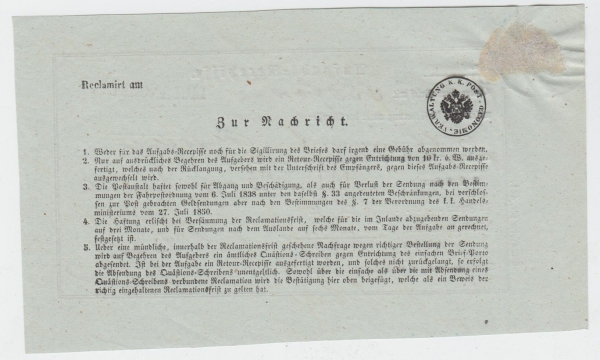 Reclamirt am
VERWALTUNG K. K. POST-OEKONOMIE
Zur Nachricht.
1. Weder für das Aufgabs-Recepisse noch für die Sigillirung des Briefes darf irgend eine Gebühr abgenommen werden.
2. Nur auf ausdrückliches Begehren des Aufgebers wird ein Retour-Recepisse gegen Entrichtung von 10 kr. ö. W. ausge-
fertigt, welches nach der Rücklangung, versehen mit der Unterschrift des Empfängers, gegen dieses Aufgabs-Recepisse
ausgewechselt wird.
3. Die Postanstalt haftet sowohl für Abgang und Beschädigung, als auch für Verlust der Sendung nach den Bestim-
mungen der Fahrpostordnung vom 6. Juli 1838 unter den daselbst §. 33 angedeuteten Beschränkungen, bei verschlos-
sen zur Post gebrachten Geldsendungen aber nach den Bestimmungen des §. 7 der Verordnung des k.k. Handels-
ministeriums vom 27. Juli 1850.
4. Die Haftung erlischt bei Versäumung der Reclamationsfrist, welche für die im Inlande abzugebenden Sendungen
auf drei Monate, und für Sendungen nach dem Auslande auf sechs Monate, vom Tage der Aufgabe an gerechnet,
festgesetzt ist.
5. Ueber eine mündliche, innerhalb der Reclamationsfrist geschehene Nachfrage wegen richtiger Bestellung der Sendung
wird auf Begehren des Aufgebers ein ämtliches Quästions-Schreiben gegen Entrichtung des einfachen Brief-Porto
abgesendet. Ist bei der Aufgabe ein Retour-Recepisse ausgefertigt worden, und solches nicht zurückgelangt, so erfolgt
die Absendung des Quästions-Schreibens unentgeltlich. Sowohl über die einfache als über die mit Absendung eines
Quästions-Schreibens verbundene Reclamation wird die Bestätigung hier oben beigefügt, welche als ein Beweis der
richtig eingehaltenen Reclamationsfrist zu gelten hat.